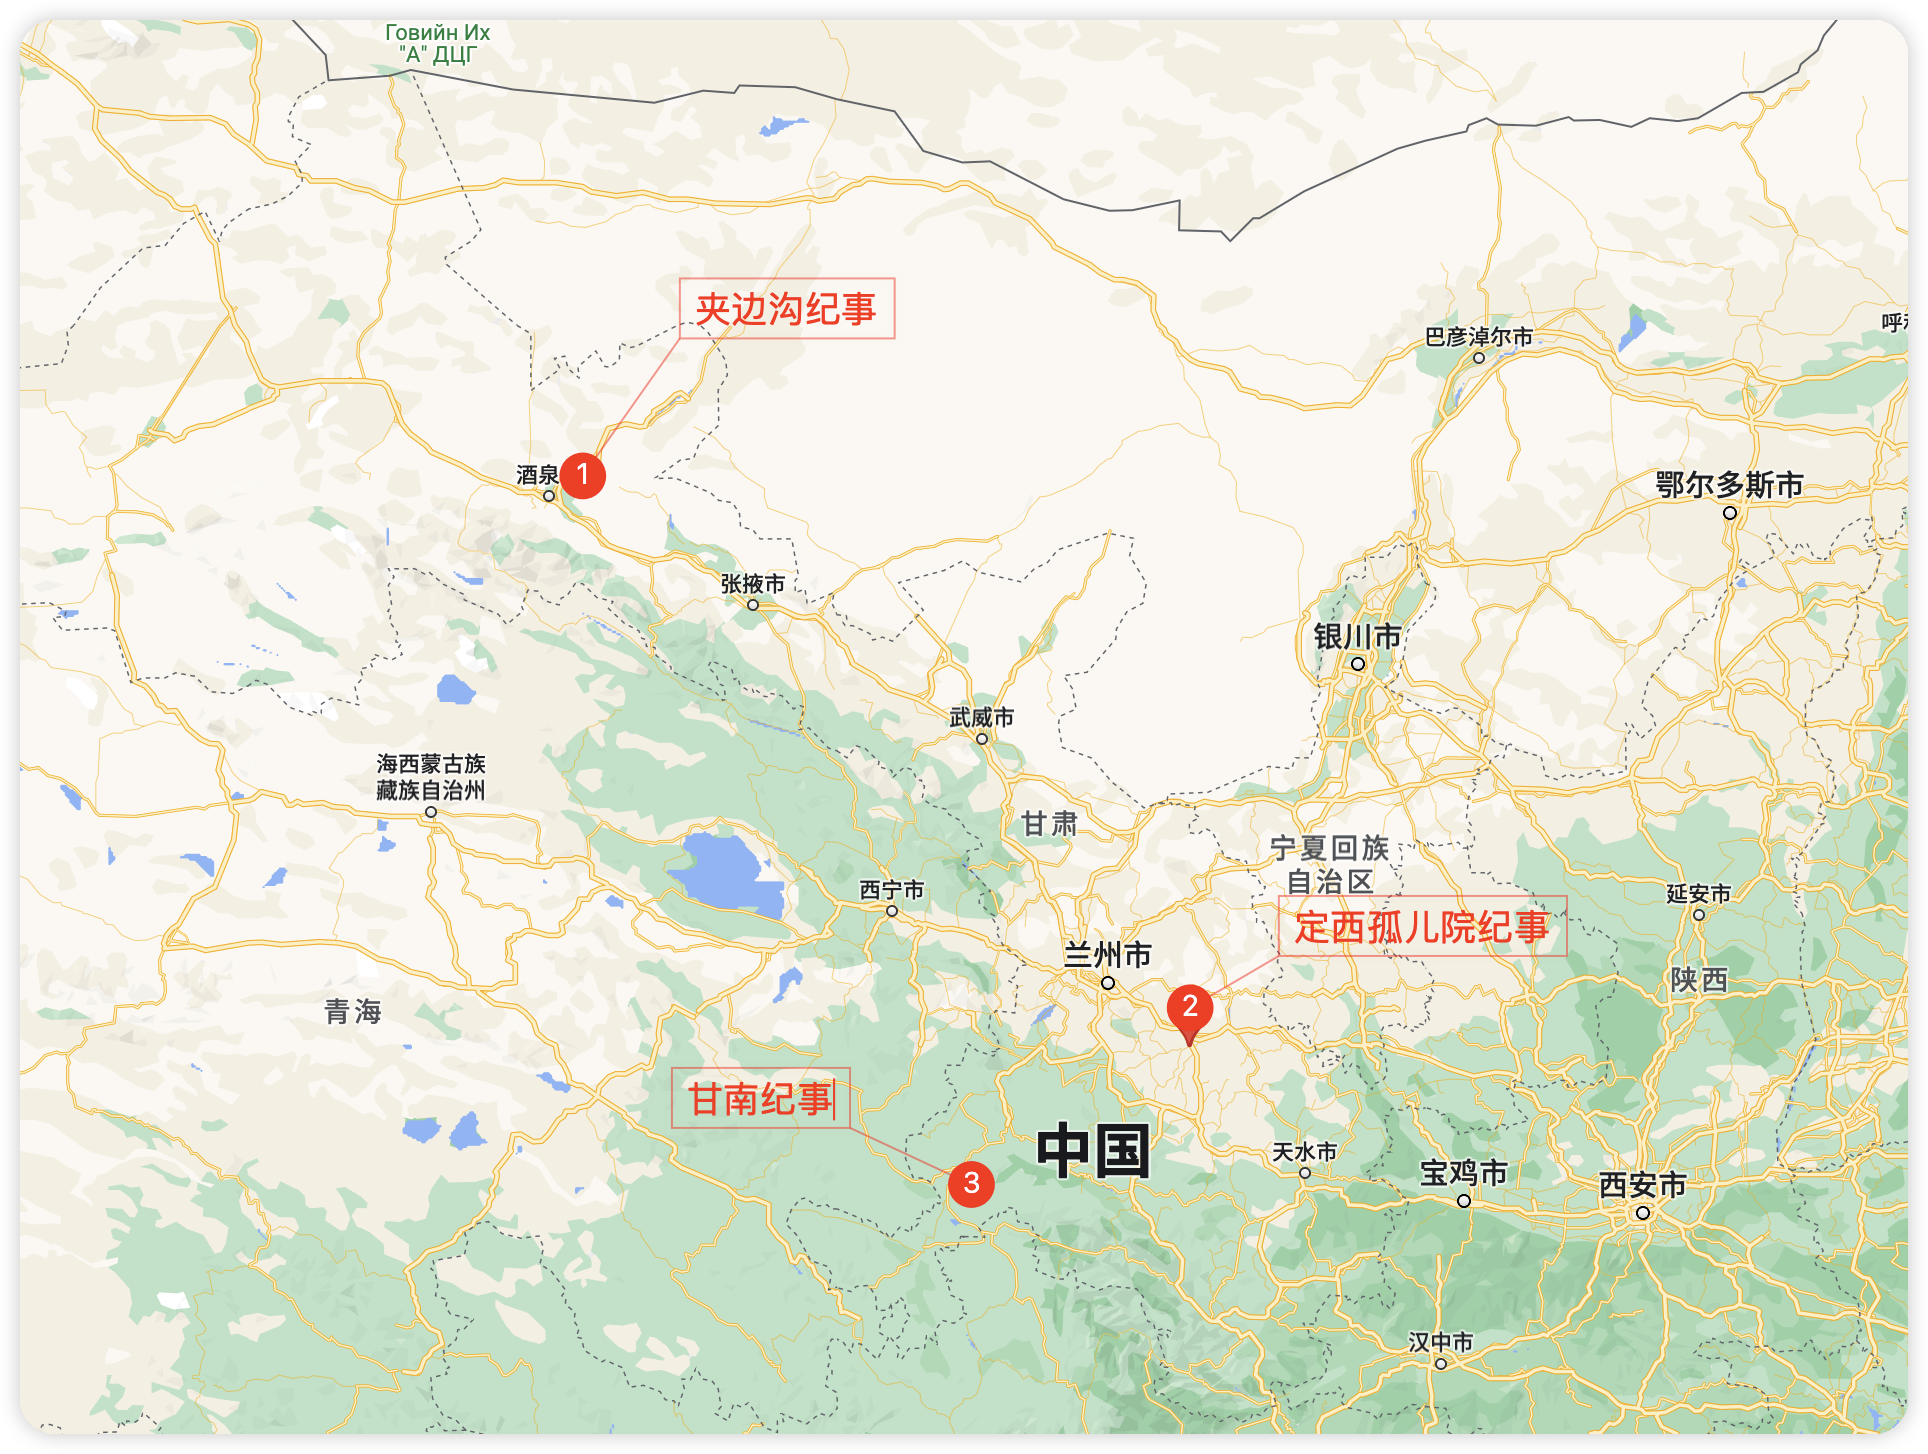 Говийн Их
"А" ДЦГ
夹边沟纪事
巴彦淖尔市
酒泉
1
鄂尔多斯市
张掖市
银川市
武威市
海西蒙古族
藏族自治州
甘肃
宁夏回族
自治区
西宁市
延安市
定西孤儿院纪事
兰州市
陕西
青海
2
甘南纪事
中国
天水市
宝鸡市
3
西安市
汉中市